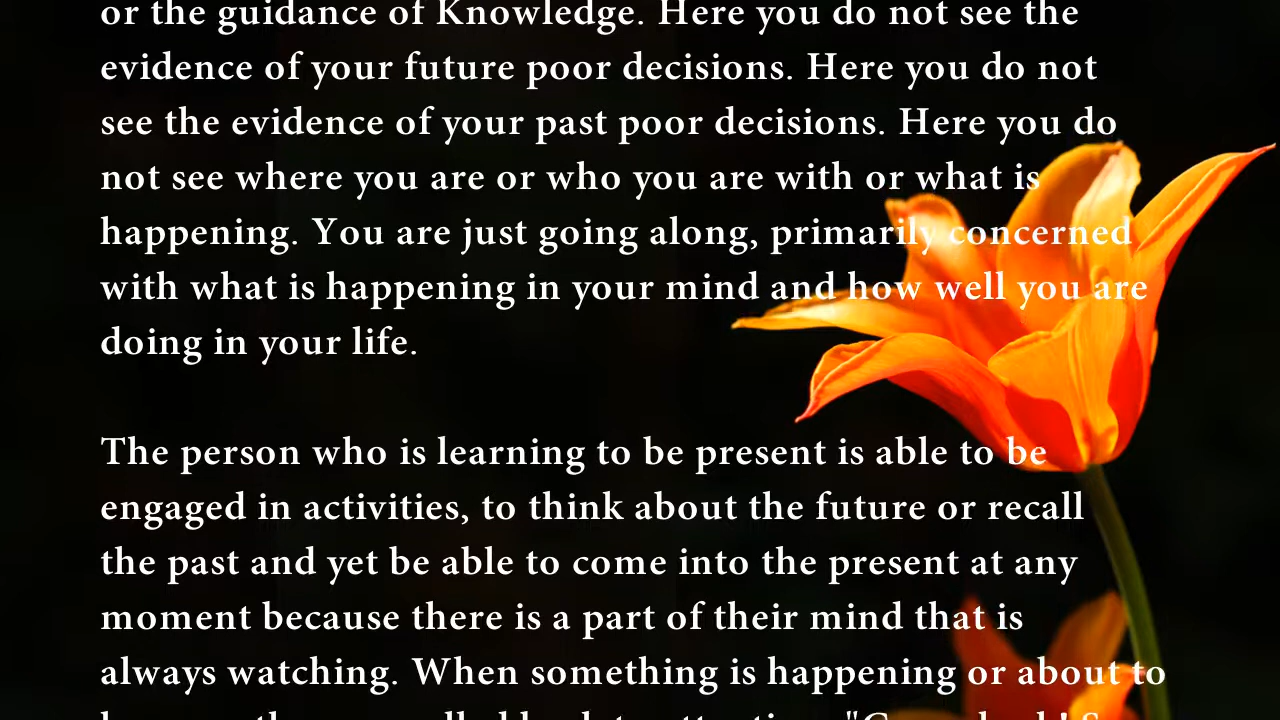 or the guidance of Knowledge. Here you do not see the
evidence of your future poor decisions. Here you do not
see the evidence of your past poor decisions. Here you do
not see where you are or who you are with or what is
happening. You are just going along, primarily concerned
with what is happening in your mind and how well you are
doing in your life.
The person who is learning to be present is able to be
engaged in activities, to think about the future or recall
the past and yet be able to come into the present at any
moment because there is a part of their mind that is
always watching. When something is happening or about to